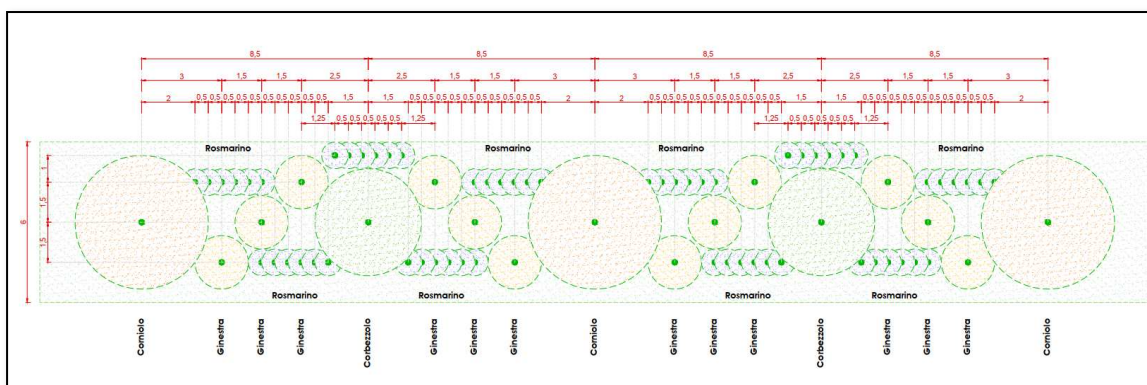 8,5 8,5 8,5 8,5
3 1,5 1,5 2,5 2,5 1,5 1,5 3 3 1,5 1,5 2,5 2,5 1,5 1,5 3
2 0,5 0,5 0,5 0,5 0,5 0,5 0,5 0,5 0,5 0,5 1,5 1,5 0,5 0,5 0,5 0,5 0,5 0,5 0,5 0,5 0,5 0,5 2 2 0,5 0,5 0,5 0,5 0,5 0,5 0,5 0,5 0,5 0,5 1,5 1,5 0,5 0,5 0,5 0,5 0,5 0,5 0,5 0,5 0,5 0,5 2
1,25 0,5 0,5 0,5 0,5 0,5 1,25 1,25 0,5 0,5 0,5 0,5 0,5 1,25
Rosmarino Rosmarino Rosmarino Rosmarino
1
1,5
6
1,5
Rosmarino Rosmarino Rosmarino Rosmarino
Corniolo
Ginestra
Ginestra
Ginestra
Corbezzolo
Ginestra
Ginestra
Ginestra
Corniolo
Ginestra
Ginestra
Ginestra
Corbezzolo
Ginestra
Ginestra
Ginestra
Corniolo